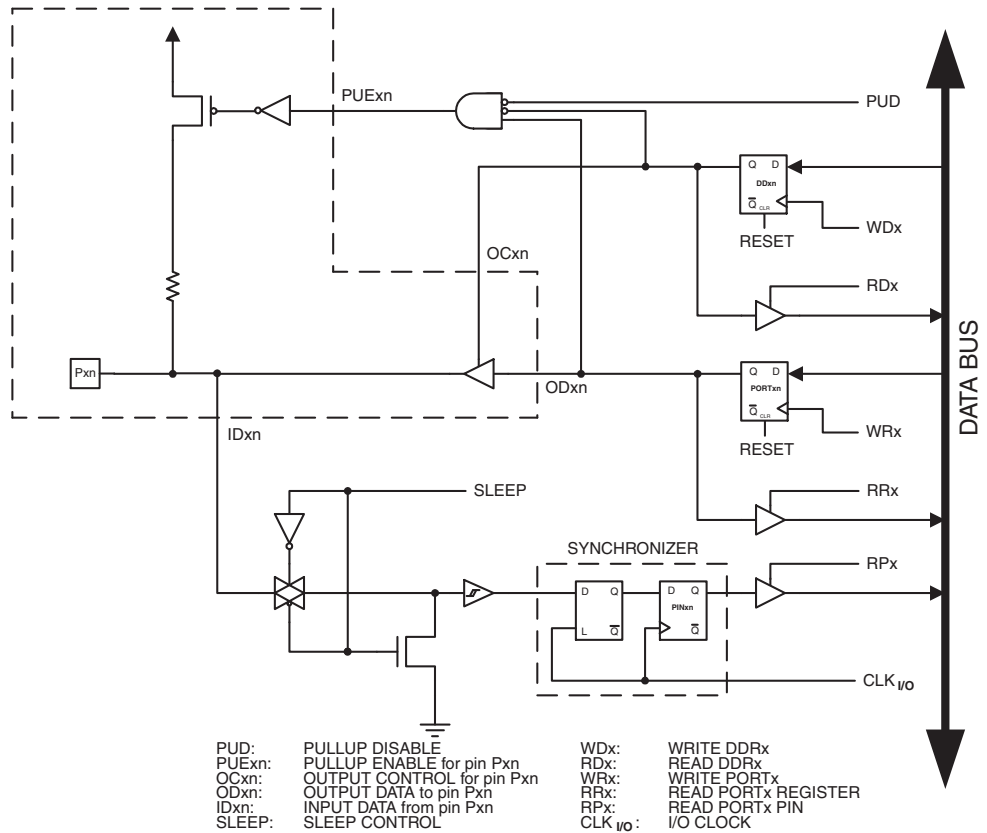 PUExn
PUD
Q D
DDxn
Q CLR
WDx
RESET
OCxn
RDx
Pxn
ODxn
Q D
PORTxn
Q CLR
WRx
RESET
IDxn
DATA BUS
SLEEP
RRx
SYNCHRONIZER
RPx
D Q
L Q
D Q
PINxn
Q
CLK I/O
PUD: PULLUP DISABLE
PUExn: PULLUP ENABLE for pin Pxn
OCxn: OUTPUT CONTROL for pin Pxn
ODxn: OUTPUT DATA to pin Pxn
IDxn: INPUT DATA from pin Pxn
SLEEP: SLEEP CONTROL
WDx: WRITE DDRx
RDx: READ DDRx
WRx: WRITE PORTx
RRx: READ PORTx REGISTER
RPx: READ PORTx PIN
CLK I/O: I/O CLOCK